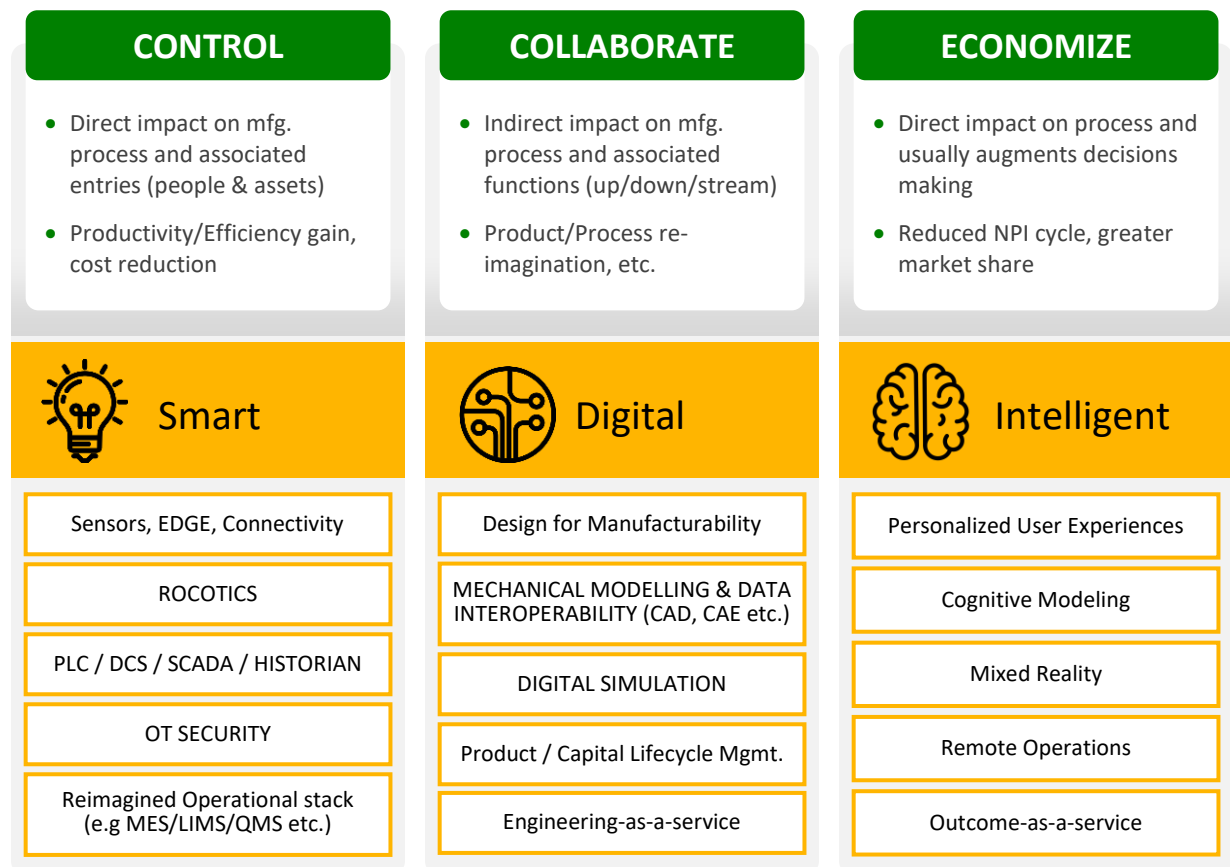 CONTROL
Direct impact on mfg.
process and associated
entries (people & assets)
Productivity/Efficiency gain,
cost reduction
Smart
Sensors, EDGE, Connectivity
ROCOTICS
PLC / DCS / SCADA / HISTORIAN
OT SECURITY
Reimagined Operational stack
(e.g MES/LIMS/QMS etc.)
COLLABORATE
Indirect impact on mfg.
process and associated
functions (up/down/stream)
Product/Process re-
imagination, etc.
Digital
Design for Manufacturability
MECHANICAL MODELLING & DATA
INTEROPERABILITY (CAD, CAE etc.)
DIGITAL SIMULATION
Product / Capital Lifecycle Mgmt.
Engineering-as-a-service
ECONOMIZE
Direct impact on process and
usually augments decisions
making
Reduced NPI cycle, greater
market share
Intelligent
Personalized User Experiences
Cognitive Modeling
Mixed Reality
Remote Operations
Outcome-as-a-service